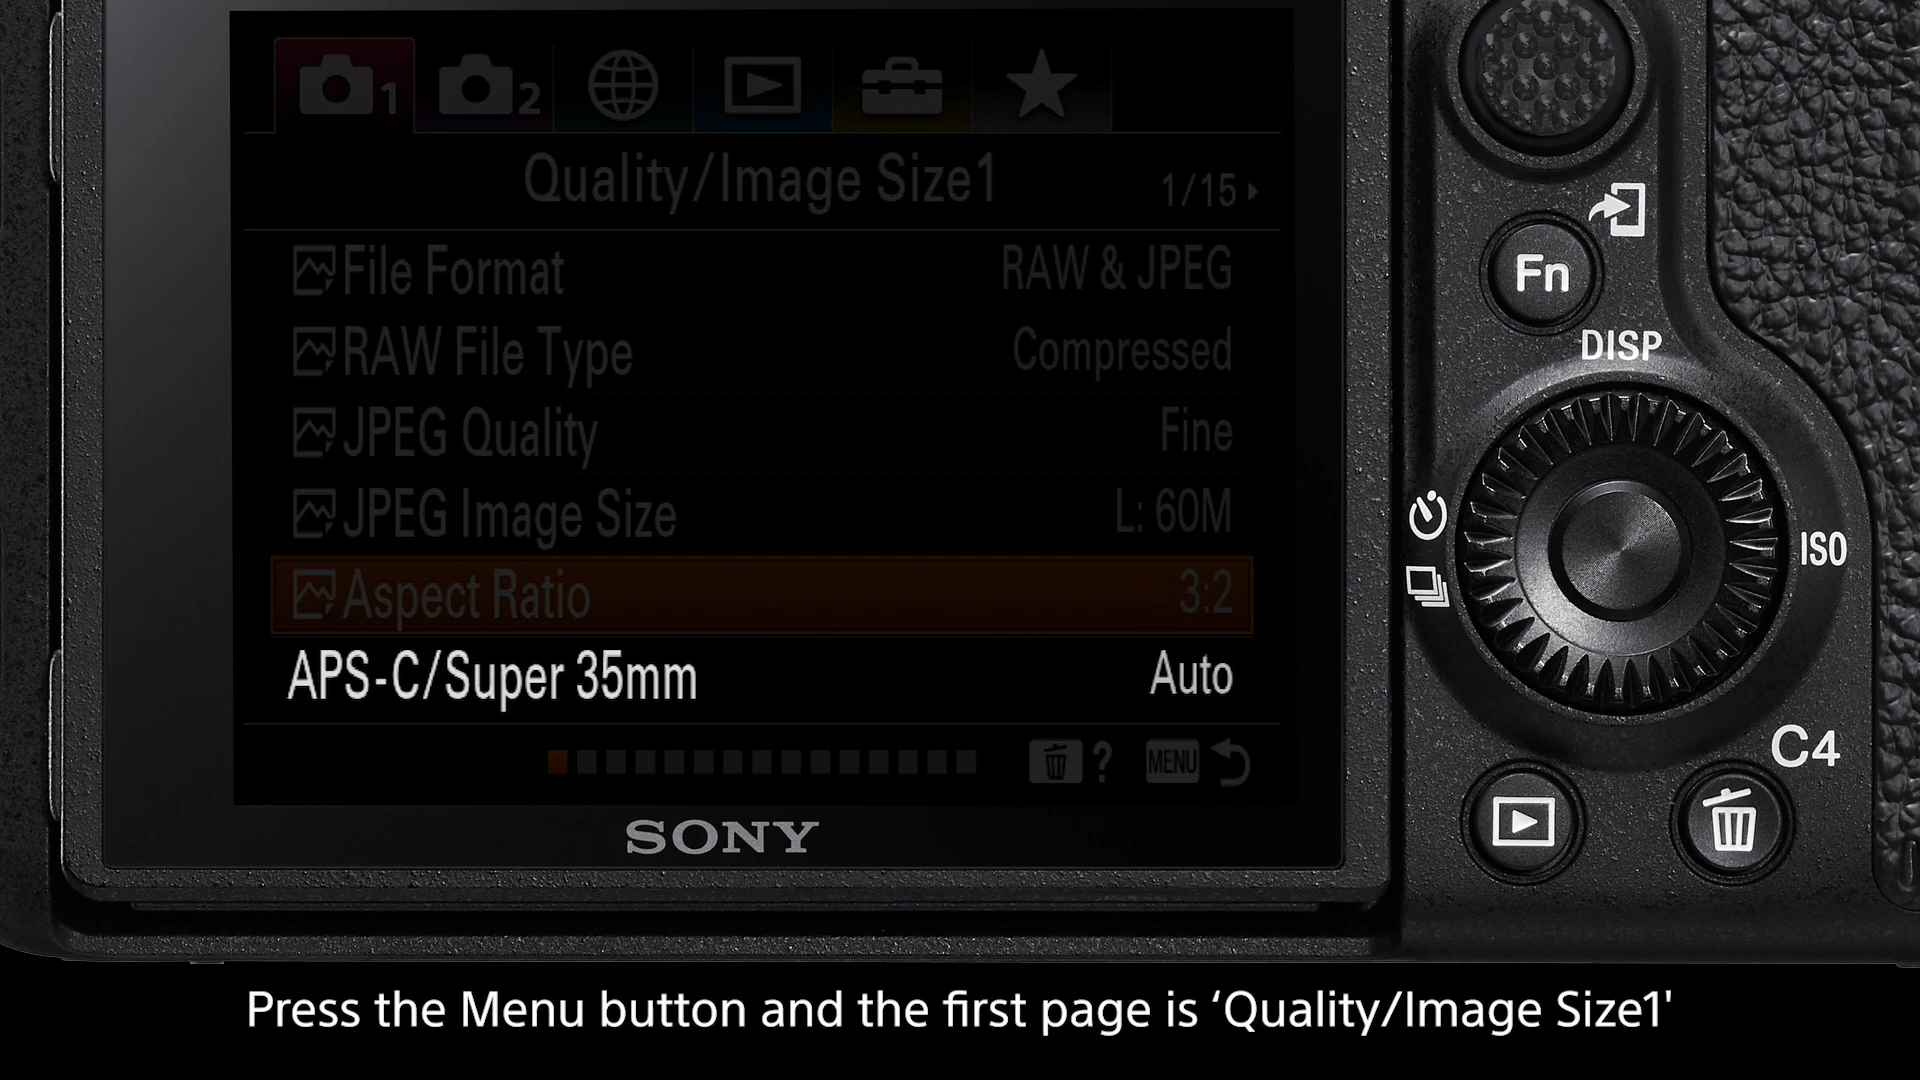 1 2
Quality/Image Size1 1/15
File Format RAW & JPEG
RAW File Type Compressed
JPEG Quality Fine
JPEG Image Size L: 60M
Aspect Ratio 3:2
APS-C/Super 35mm Auto
? MENU
SONY
Fn
DISP
ISO
C4
Press the Menu button and the first page is ‘Quality/Image Size1'